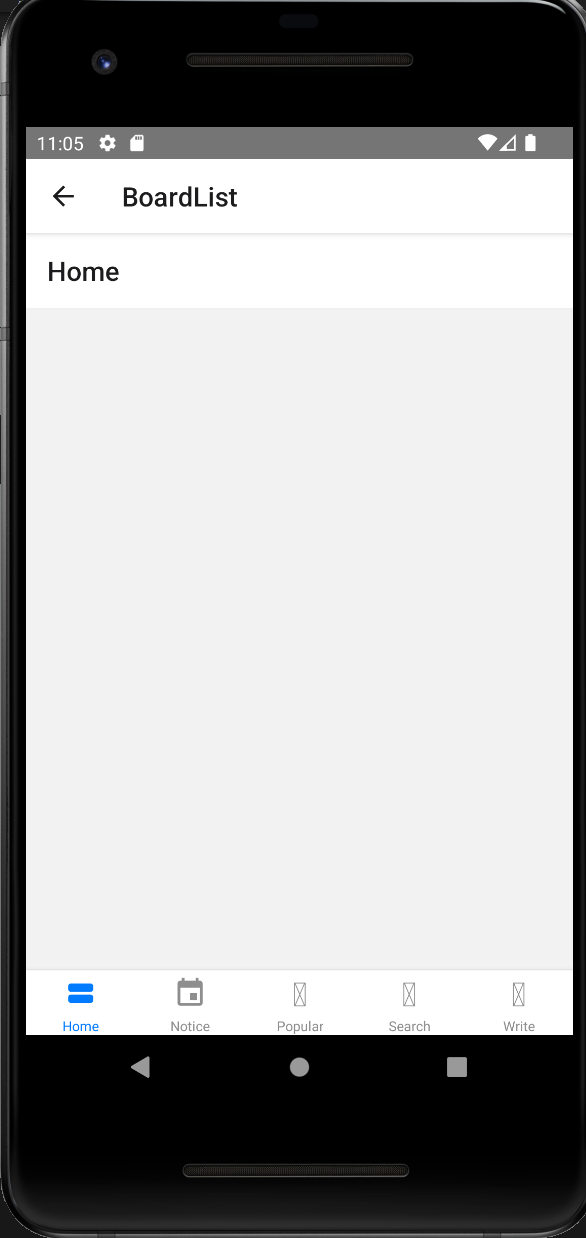 11:05
BoardList
Home
Home
Notice
Popular
Search
Write